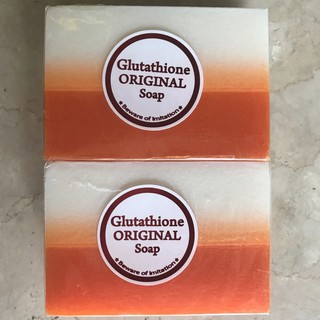 Glutathione
ORIGINAL
Soap
Beware of Imitation
Glutathione
ORIGINAL
Soap
Beware of Imitation